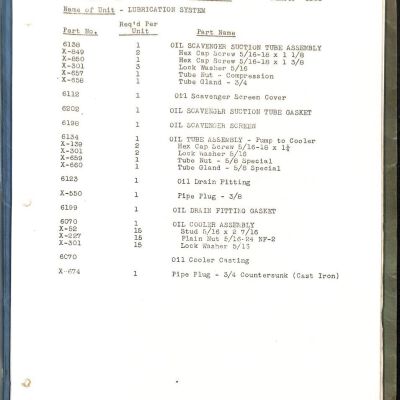 Name of Unit - LUBRICATION SYSTEM
Part No. Req'd Per Unit Part Name
6138 1 OIL SCAVENGER SUCTION TUBE ASSEMBLY
X-849 2 Hex Cap Screw 5/16-18 x 1 1/8
X-850 1 Hex Cap Screw 5/16-18 x 1 3/8
X-301 3 Lock Washer 5/16
X-657 1 Tube Nut - Compression
X-658 1 Tube Gland - 3/4
6112 1 Oil Scavenger Screen Cover
6202 1 OIL SCAVENGER SUCTION TUBE GASKET
6198 1 OIL SCAVENGER SCREEN
6134 1 OIL TUBE ASSEMBLY - Pump to Cooler
X-139 2 Hex Cap Screw 5/16-18 x 1¼
X-301 2 Lock Washer 5/16
X-659 1 Tube Nut - 5/8 Special
X-660 1 Tube Gland - 5/8 Special
6123 1 Oil Drain Fitting
X-550 1 Pipe Plug - 3/8
6199 1 OIL DRAIN FITTING GASKET
6070 1 OIL COOLER ASSEMBLY
X-52 15 Stud 5/16 x 2 7/16
X-227 15 Plain Nut 5/16-24 NF-2
X-301 15 Lock Washer 5/16
6070 Oil Cooler Casting
X-674 1 Pipe Plug - 3/4 Countersunk (Cast Iron)